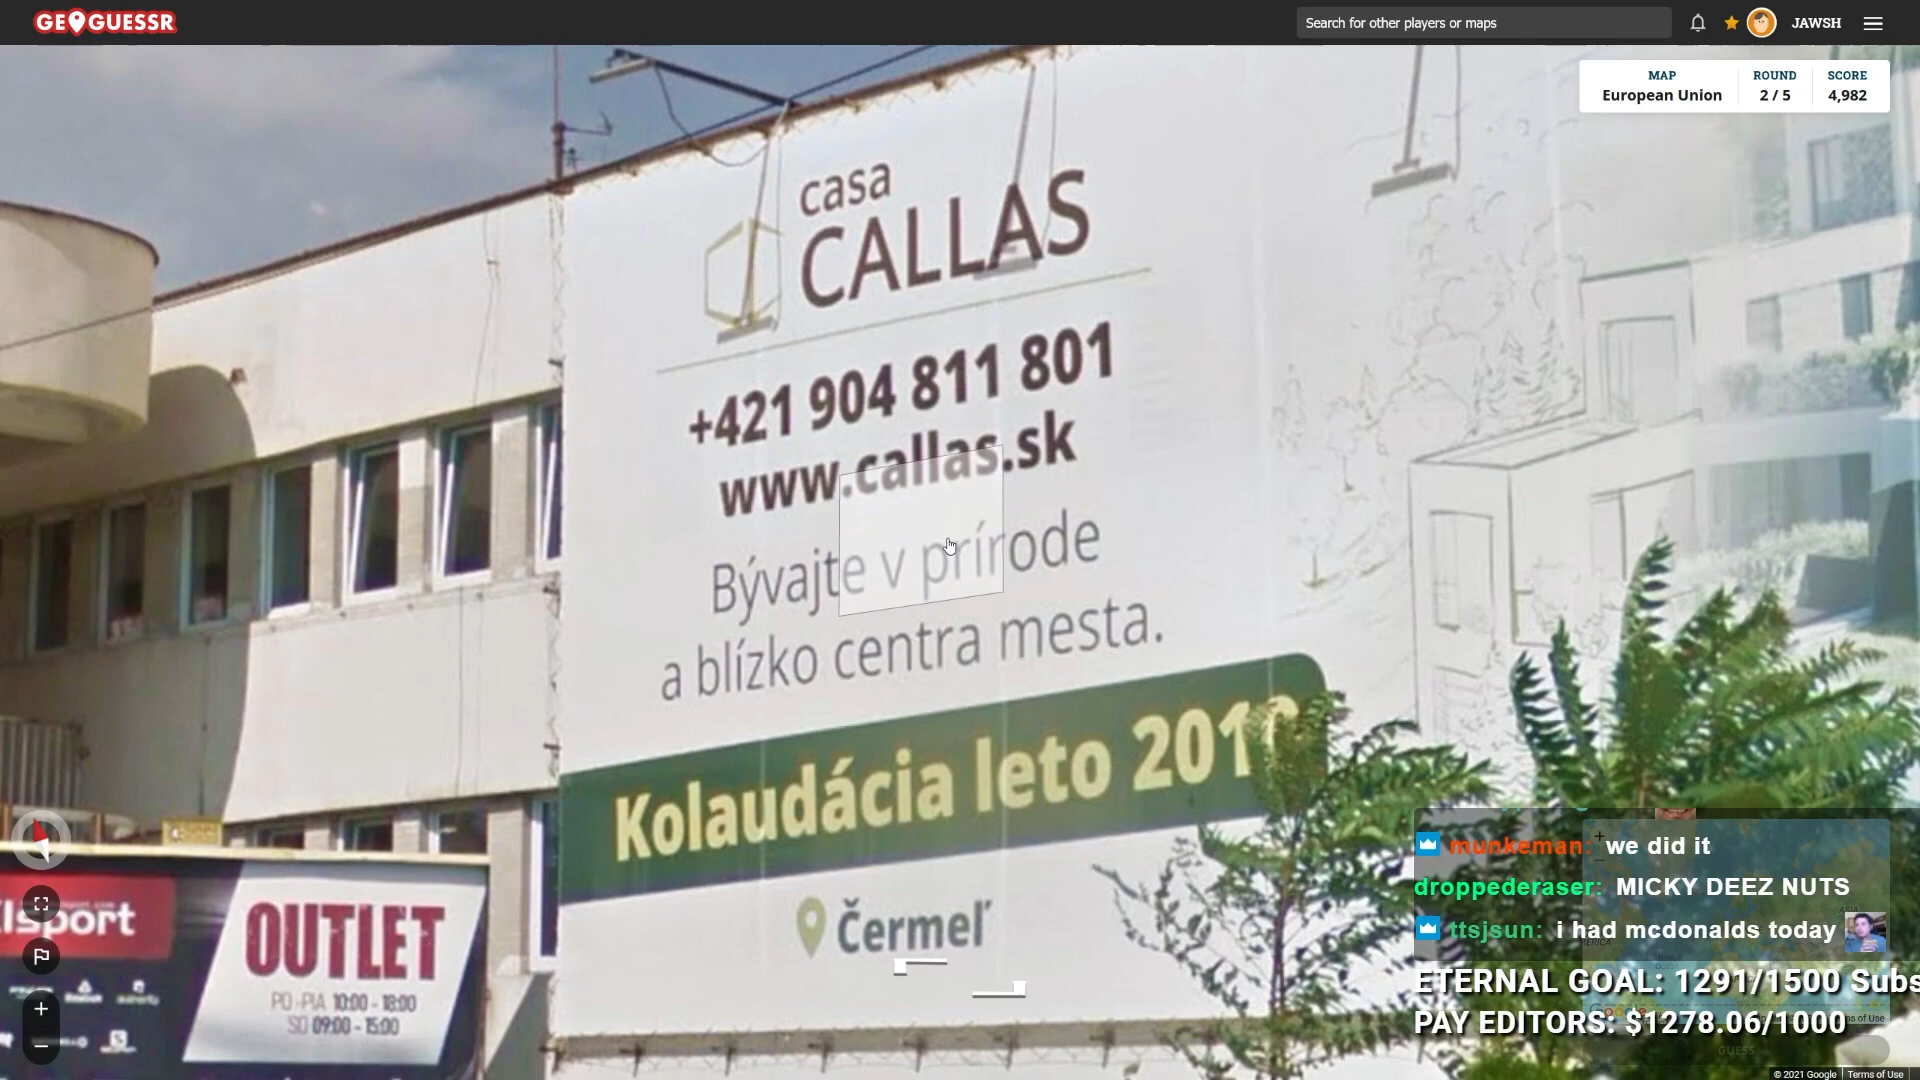 GEOGUESSR
Search for other players or maps
JAWSH
MAP
European Union
ROUND
2 / 5
SCORE
4,982
casa
CALLAS
+421 904 811 801
www.callas.sk
Bývajte v prírode
a blízko centra mesta.
Kolaudácia leto
Čermeľ
sport
OUTLET
PO-PIA 10:00 - 18:00
SO 09:00 - 15:00
munkeman: we did it
droppederaser: MICKY DEEZ NUTS
ttsjsun: i had mcdonalds today
ETERNAL GOAL: 1291/1500 Subs
PAY EDITORS: $1278.06/1000
GUESS
© 2021 Google
Terms of Use